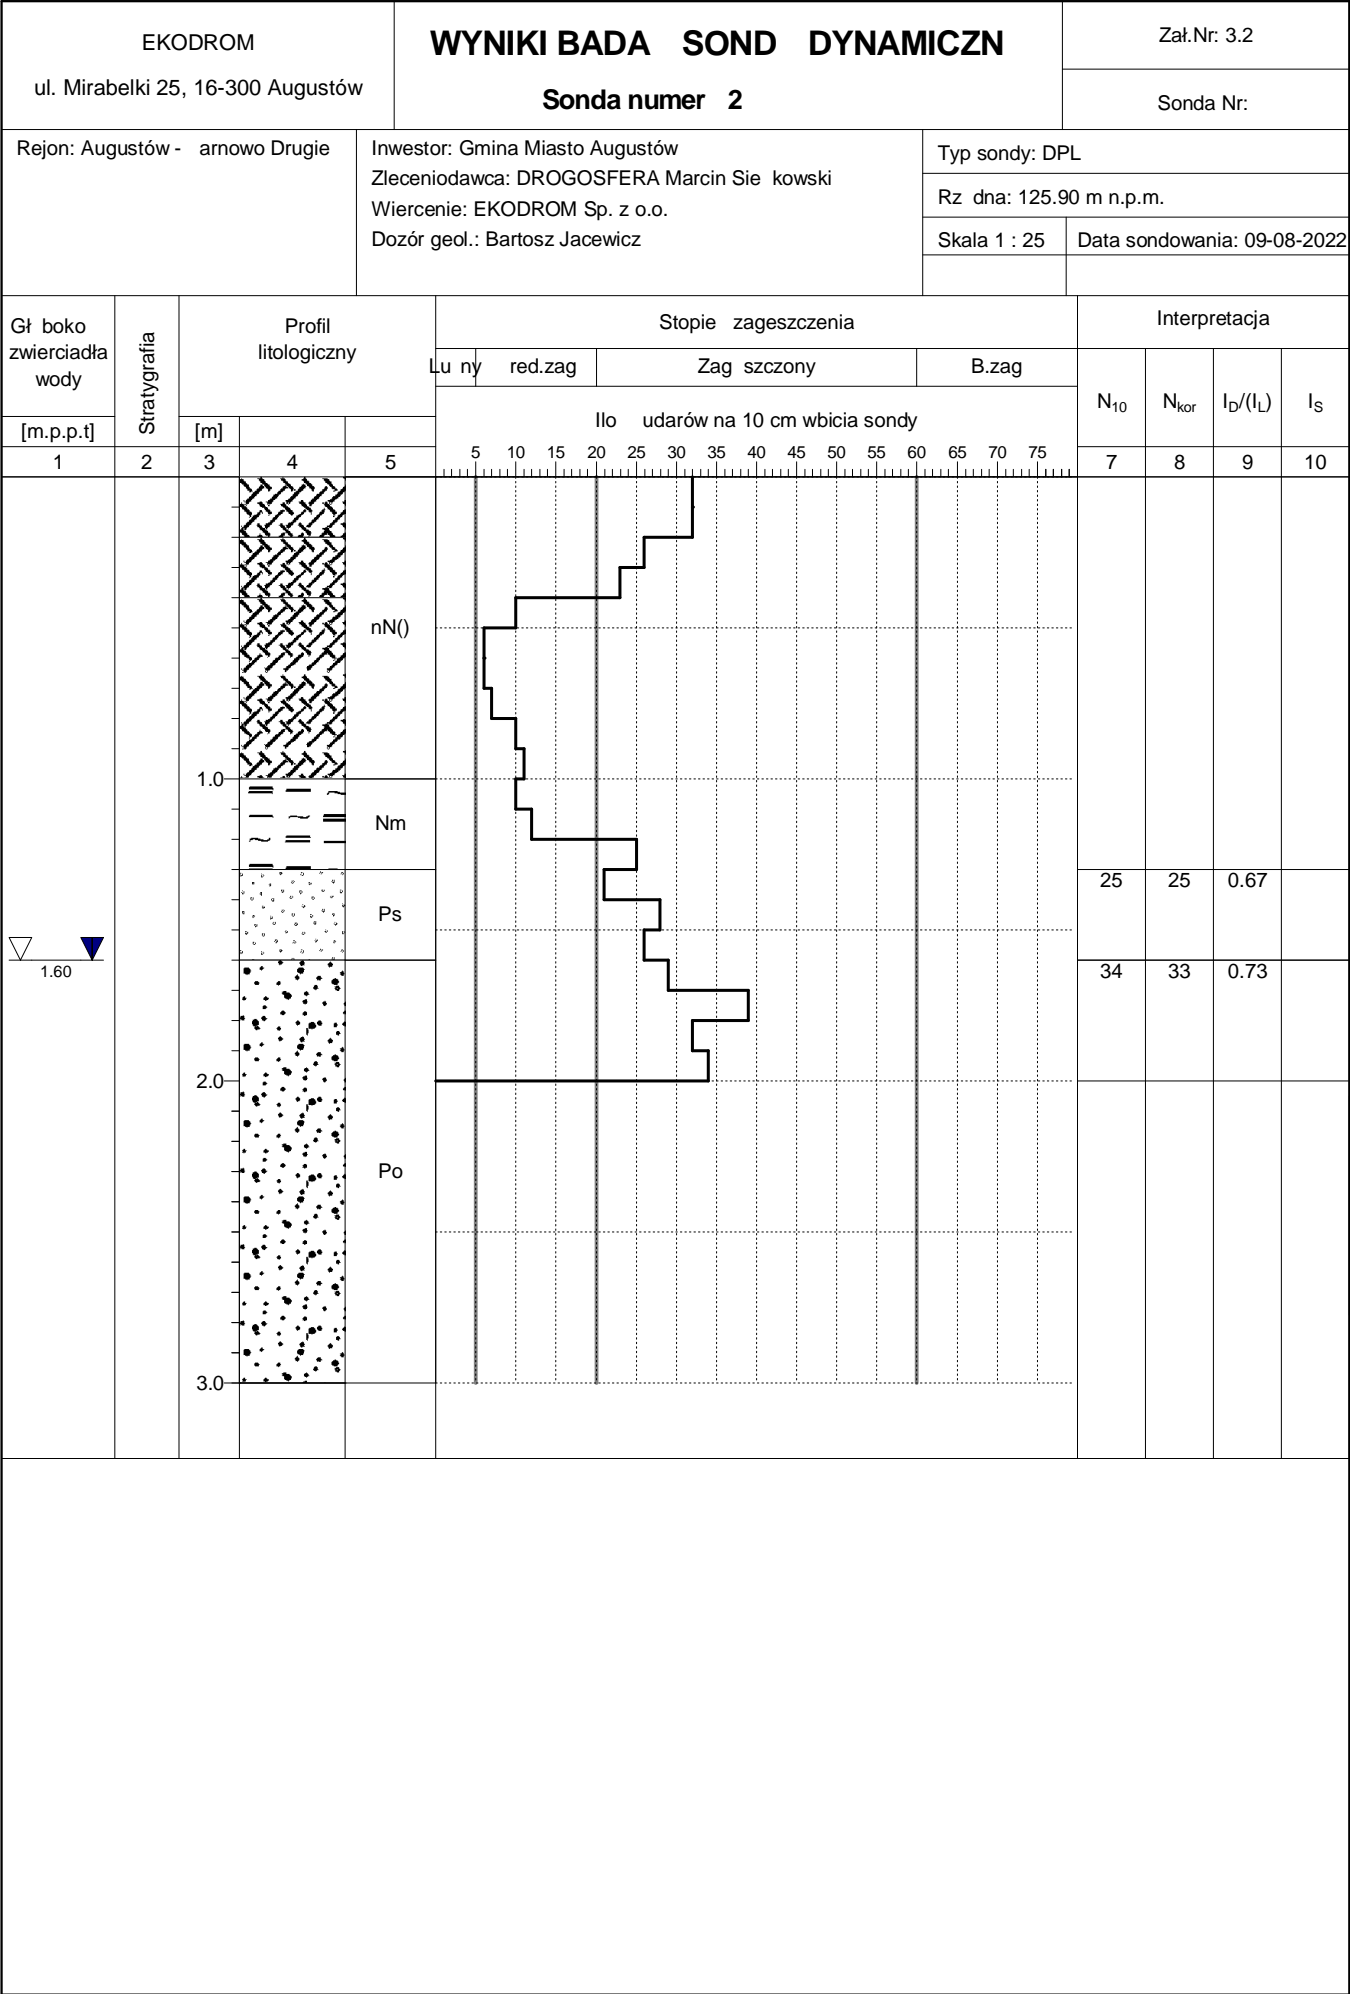 EKODROM
ul. Mirabelki 25, 16-300 Augustów
WYNIKI BADA SOND DYNAMICZN
Sonda numer 2
Zał.Nr: 3.2
Sonda Nr:
Rejon: Augustów - arnowo Drugie
Inwestor: Gmina Miasto Augustów
Zleceniodawca: DROGOSFERA Marcin Sie kowski
Wiercenie: EKODROM Sp. z o.o.
Dozór geol.: Bartosz Jacewicz
Typ sondy: DPL
Rz dna: 125.90 m n.p.m.
Skala 1 : 25
Data sondowania: 09-08-2022
Gł boko
zwierciadła
wody
[m.p.p.t]
Stratygrafia
Profil
litologiczny
[m]
Stopie zageszczenia
Lu ny red.zag Zag szczony B.zag
Ilo udarów na 10 cm wbicia sondy
5 10 15 20 25 30 35 40 45 50 55 60 65 70 75
Interpretacja
N10 Nkor ID/(IL) IS
1 2 3 4 5 7 8 9 10
nN()
1.0
Nm
25 25 0.67
Ps
1.60
34 33 0.73
2.0
Po
3.0